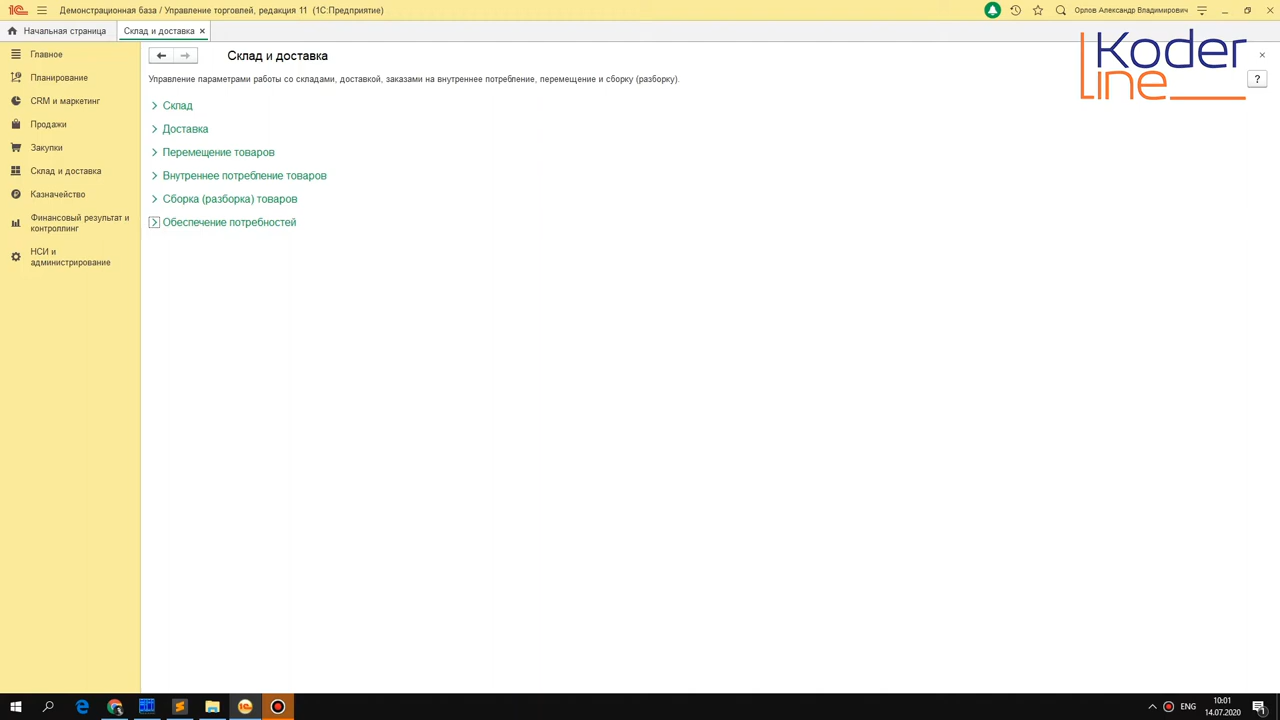 Демонстрационная база / Управление торговлей, редакция 11 (1С:Предприятие)
Орлов Александр Владимирович
Начальная страница
Склад и доставка
Главное
Планирование
CRM и маркетинг
Продажи
Закупки
Склад и доставка
Казначейство
Финансовый результат и
контроллинг
НСИ и
администрирование
Склад и доставка
Управление параметрами работы со складами, доставкой, заказами на внутреннее потребление, перемещение и сборку (разборку).
Склад
Доставка
Перемещение товаров
Внутреннее потребление товаров
Сборка (разборка) товаров
Обеспечение потребностей
Koder
line
?
ENG
10:01
14.07.2020